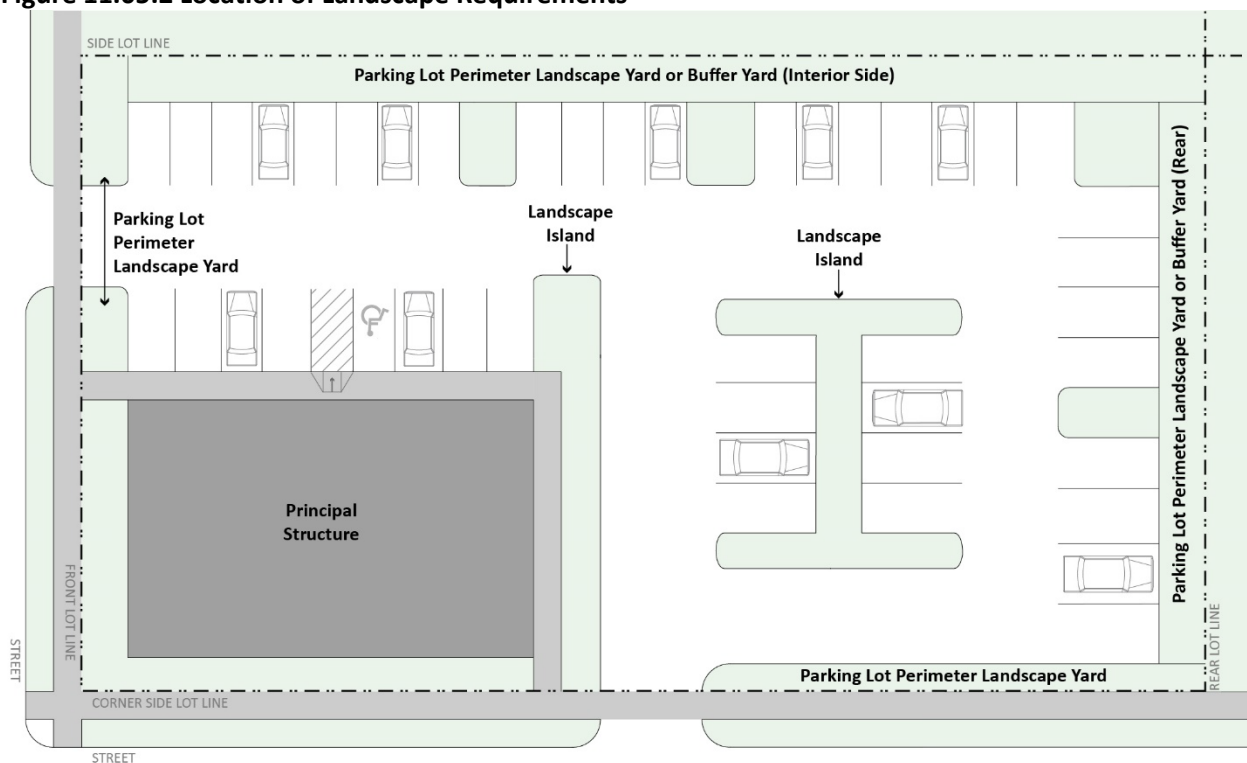 Figure 11.03.2 Location of Landscape Requirements
SIDE LOT LINE
Parking Lot Perimeter Landscape Yard or Buffer Yard (Interior Side)
Parking Lot
Perimeter
Landscape Yard
Landscape
Island
Landscape
Island
Parking Lot Perimeter Landscape Yard or Buffer Yard (Rear)
Principal
Structure
FRONT LOT LINE
STREET
REAR LOT LINE
Parking Lot Perimeter Landscape Yard
CORNER SIDE LOT LINE
STREET